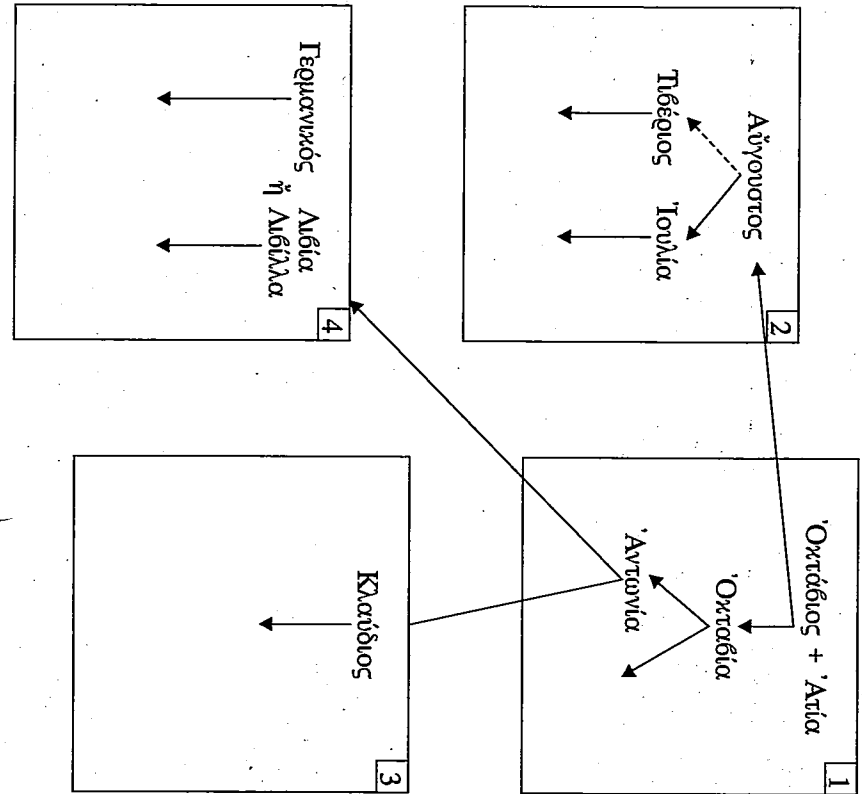 1
Ὀκτάβιος + Ἀτία
Ὀκταβία
Ἀντωνία
2
Αὔγουστος
Τιβέριος
Ἰουλία
3
Κλαύδιος
4
Γερμανικός
Λιβία
ἤ Λιβίλλα